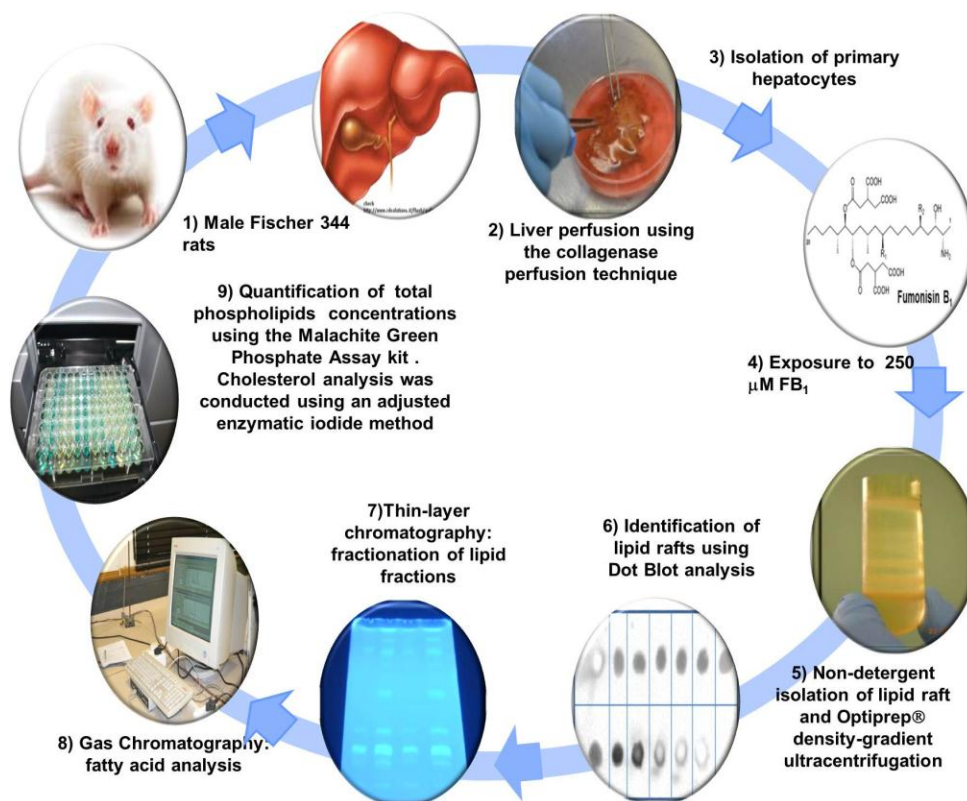 1) Male Fischer 344
rats
check
2) Liver perfusion using
the collagenase
perfusion technique
3) Isolation of primary
hepatocytes
O
COOH
COOH
O
R₁
OH
NH₂
O
O
COOH
COOH
Fumonisin B₁
4) Exposure to 250
μM FB₁
5) Non-detergent
isolation of lipid raft
and Optiprep®
density-gradient
ultracentrifugation
6) Identification of
lipid rafts using
Dot Blot analysis
7)Thin-layer
chromatography:
fractionation of lipid
fractions
8) Gas Chromatography:
fatty acid analysis
9) Quantification of total
phospholipids concentrations
using the Malachite Green
Phosphate Assay kit .
Cholesterol analysis was
conducted using an adjusted
enzymatic iodide method